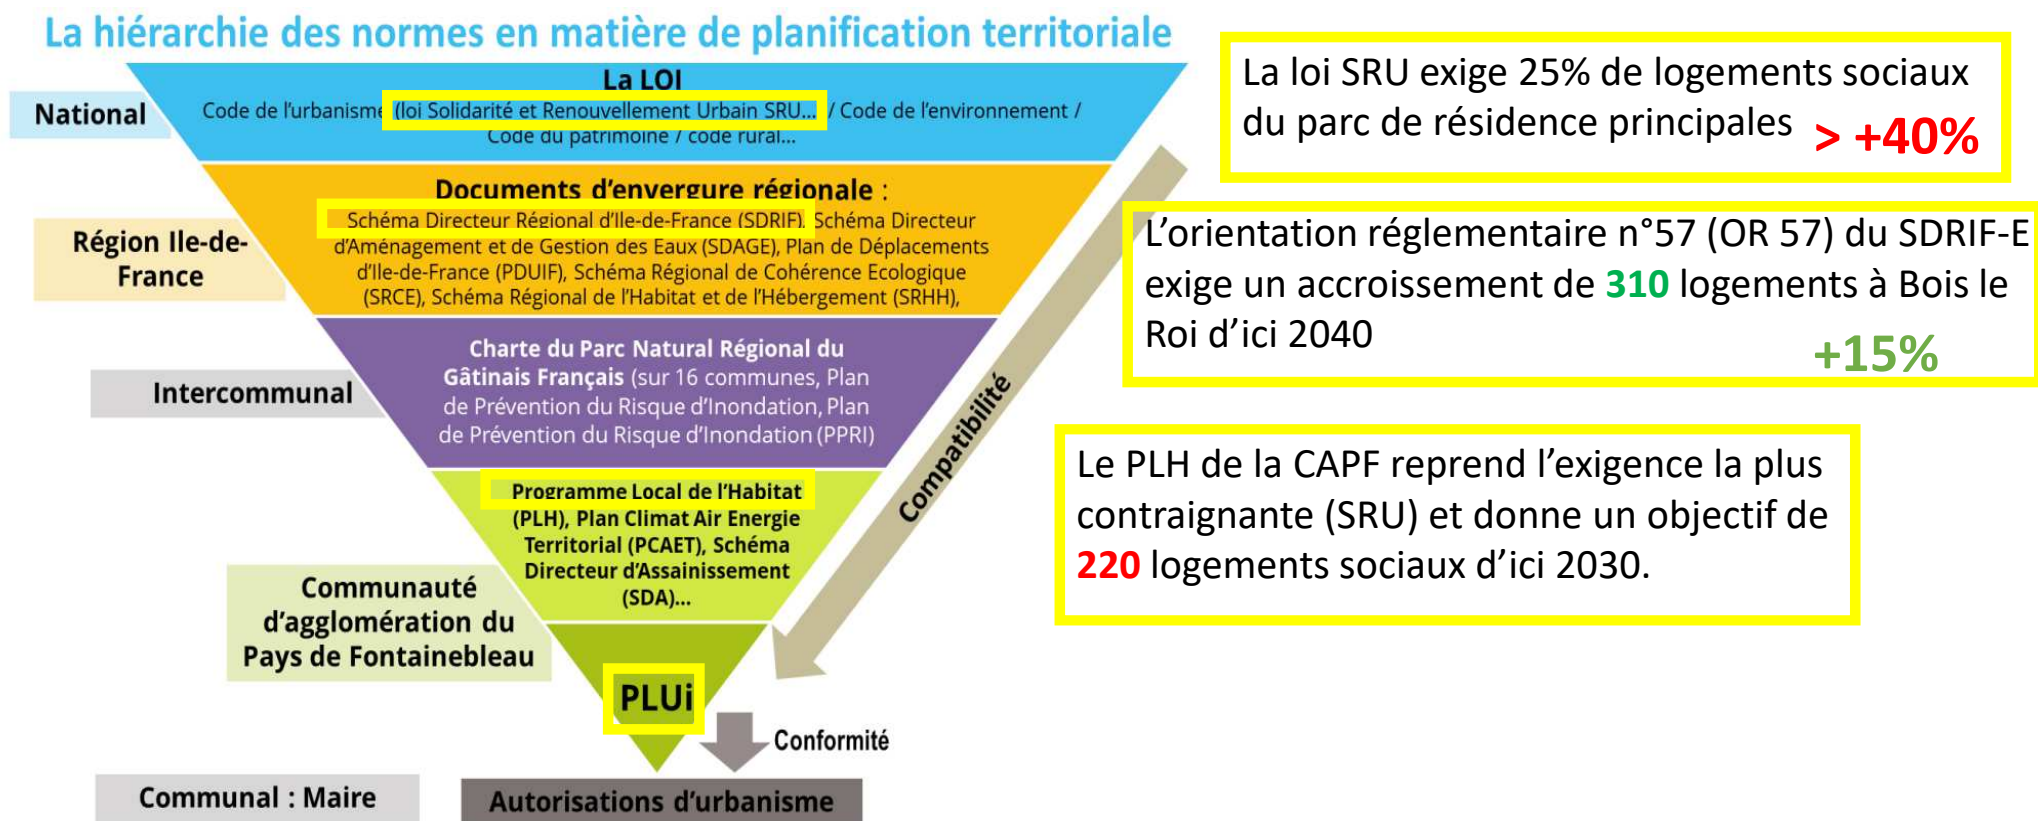 La hiérarchie des normes en matière de planification territoriale
National
La LOI
Code de l'urbanisme (loi Solidarité et Renouvellement Urbain SRU... / Code de l'environnement /
Code du patrimoine / code rural...
Région Ile-de-
France
Documents d'envergure régionale :
Schéma Directeur Régional d'Ile-de-France (SDRIF), Schéma Directeur
d'Aménagement et de Gestion des Eaux (SDAGE), Plan de Déplacements
d'Ile-de-France (PDUIF), Schéma Régional de Cohérence Ecologique
(SRCE), Schéma Régional de l'Habitat et de l'Hébergement (SRHH),
Intercommunal
Charte du Parc Natural Régional du
Gâtinais Français (sur 16 communes, Plan
de Prévention du Risque d'Inondation, Plan
de Prévention du Risque d'Inondation (PPRI)
Communauté
d'agglomération du
Pays de Fontainebleau
Programme Local de l'Habitat
(PLH), Plan Climat Air Energie
Territorial (PCAET), Schéma
Directeur d'Assainissement
(SDA)...
PLUi
Compatibilité
Conformité
Communal : Maire
Autorisations d'urbanisme
La loi SRU exige 25% de logements sociaux
du parc de résidence principales > +40%
L'orientation réglementaire n°57 (OR 57) du SDRIF-E
exige un accroissement de 310 logements à Bois le
Roi d'ici 2040
+15%
Le PLH de la CAPF reprend l'exigence la plus
contraignante (SRU) et donne un objectif de
220 logements sociaux d'ici 2030.